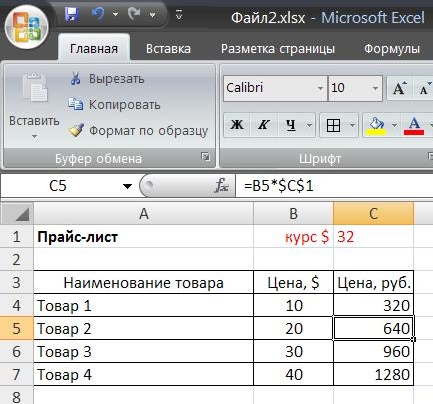 Файл2.xlsx - Microsoft Excel
Главная Вставка Разметка страницы Формулы
Вставить
Вырезать
Копировать
Формат по образцу
Буфер обмена
Calibri 10 A A
Ж К Ч A
Шрифт
C5 fx =B5*$C$1
A B C
1 Прайс-лист курс $ 32
2
3 Наименование товара Цена, $ Цена, руб.
4 Товар 1 10 320
5 Товар 2 20 640
6 Товар 3 30 960
7 Товар 4 40 1280
8